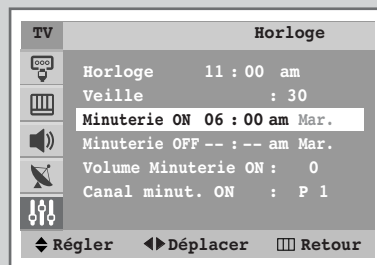 TV Horloge
Horloge 11 : 00 am
Veille : 30
Minuterie ON 06 : 00 am Mar.
Minuterie OFF -- : -- am Mar.
Volume Minuterie ON : 0
Canal minut. ON : P 1
Régler Déplacer Retour